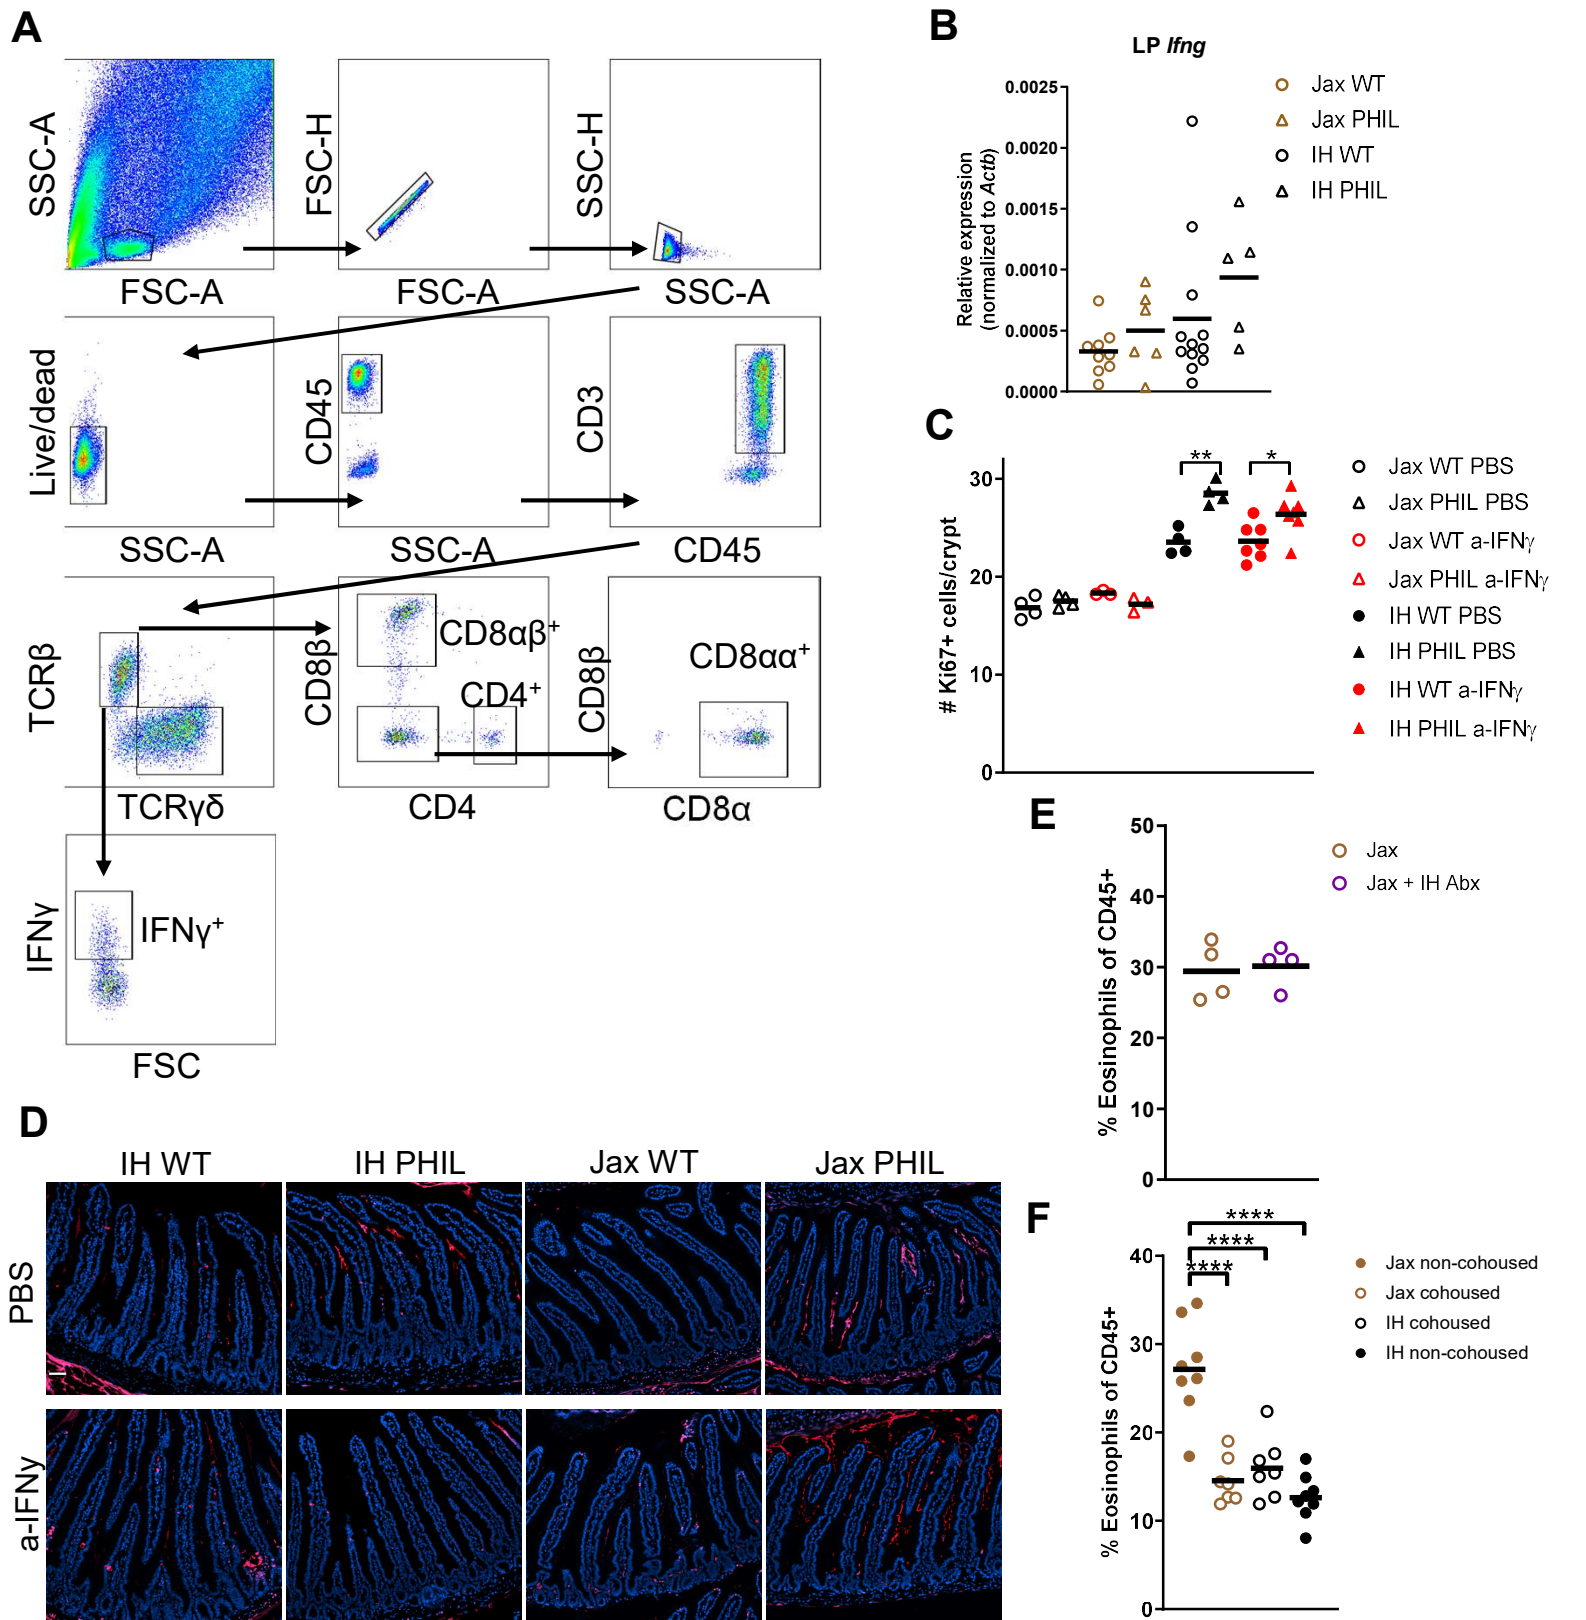 A
SSC-A
FSC-A
FSC-H
FSC-A
SSC-H
SSC-A
Live/dead
SSC-A
CD45
SSC-A
CD3
CD45
TCRβ
TCRγδ
CD8β
CD8αβ+
CD4+
CD4
CD8β
CD8αα+
CD8α
IFNγ
IFNγ+
FSC
B
LP Ifng
Relative expression
(normalized to Actb)
0.0025
0.0020
0.0015
0.0010
0.0005
0.0000
Jax WT
Jax PHIL
IH WT
IH PHIL
C
# Ki67+ cells/crypt
30
20
10
0
**
*
Jax WT PBS
Jax PHIL PBS
Jax WT a-IFNγ
Jax PHIL a-IFNγ
IH WT PBS
IH PHIL PBS
IH WT a-IFNγ
IH PHIL a-IFNγ
D
IH WT
IH PHIL
Jax WT
Jax PHIL
PBS
a-IFNγ
E
% Eosinophils of CD45+
50
40
30
20
10
0
Jax
Jax + IH Abx
F
% Eosinophils of CD45+
40
30
20
10
0
****
****
****
Jax non-cohoused
Jax cohoused
IH cohoused
IH non-cohoused